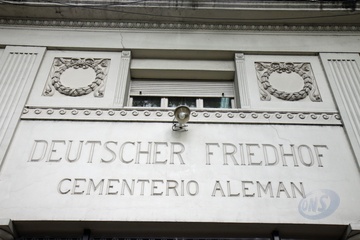 DEUTSCHER FRIEDHOF
CEMENTERIO ALEMAN